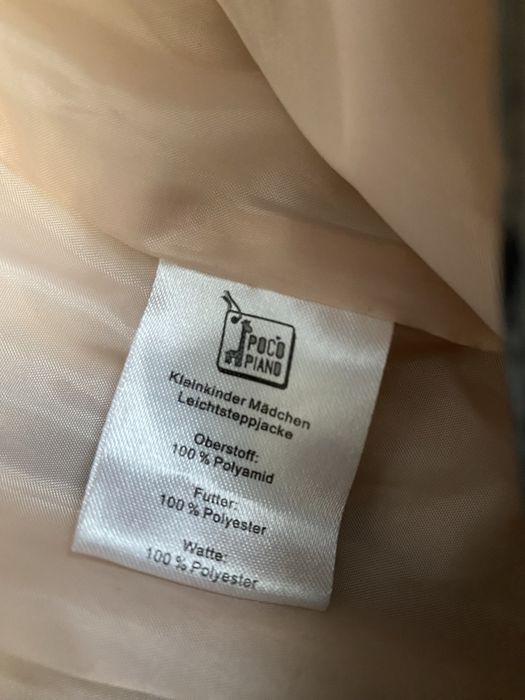 POCO
PIANO
Kleinkinder Mädchen
Leichtsteppjacke
Oberstoff:
100 % Polyamid
Futter:
100 % Polyester
Watte:
100 % Polyester